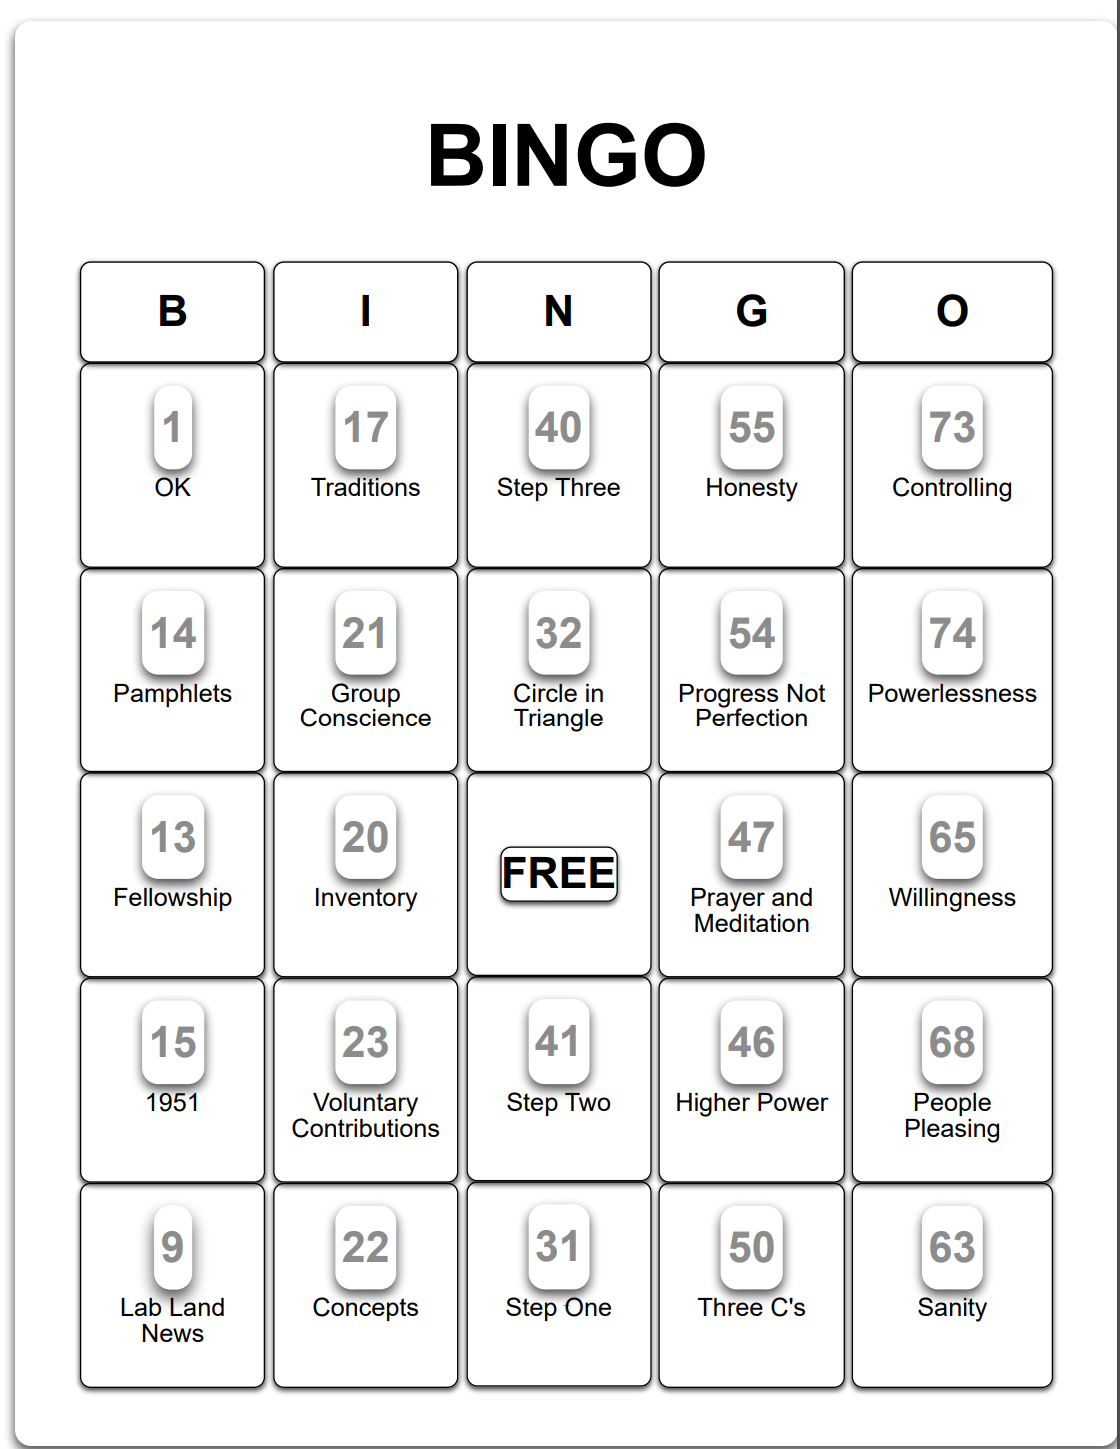 BINGO
B I N G O
1 17 40 55 73
OK Traditions Step Three Honesty Controlling
14 21 32 54 74
Pamphlets Group Circle in Progress Not Powerlessness
Conscience Triangle Perfection
13 20 FREE 47 65
Fellowship Inventory Prayer and Willingness
Meditation
15 23 41 46 68
1951 Voluntary Step Two Higher Power People
Contributions Pleasing
9 22 31 50 63
Lab Land Concepts Step One Three C's Sanity
News